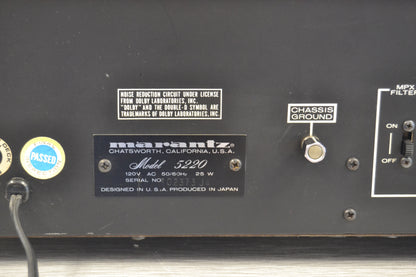 NOISE REDUCTION CIRCUIT UNDER LICENSE
FROM DOLBY LABORATORIES, INC.
"DOLBY" AND THE DOUBLE-D SYMBOL ARE
TRADEMARKS OF DOLBY LABORATORIES, INC.
MPX
FILTER
CHASSIS
GROUND
ON
OFF
PASSED
marantz
CHATSWORTH, CALIFORNIA, U.S.A.
Model 5220
120V AC 50/60Hz 25 W
SERIAL NO.
DESIGNED IN U.S.A. PRODUCED IN JAPAN